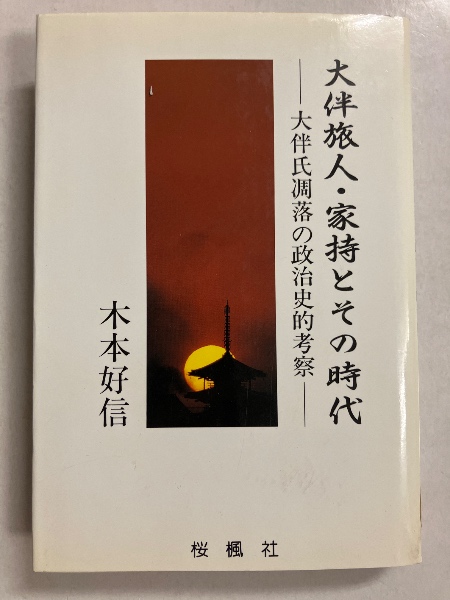 大伴旅人・家持とその時代
―大伴氏凋落の政治史的考察―
木本好信
桜楓社